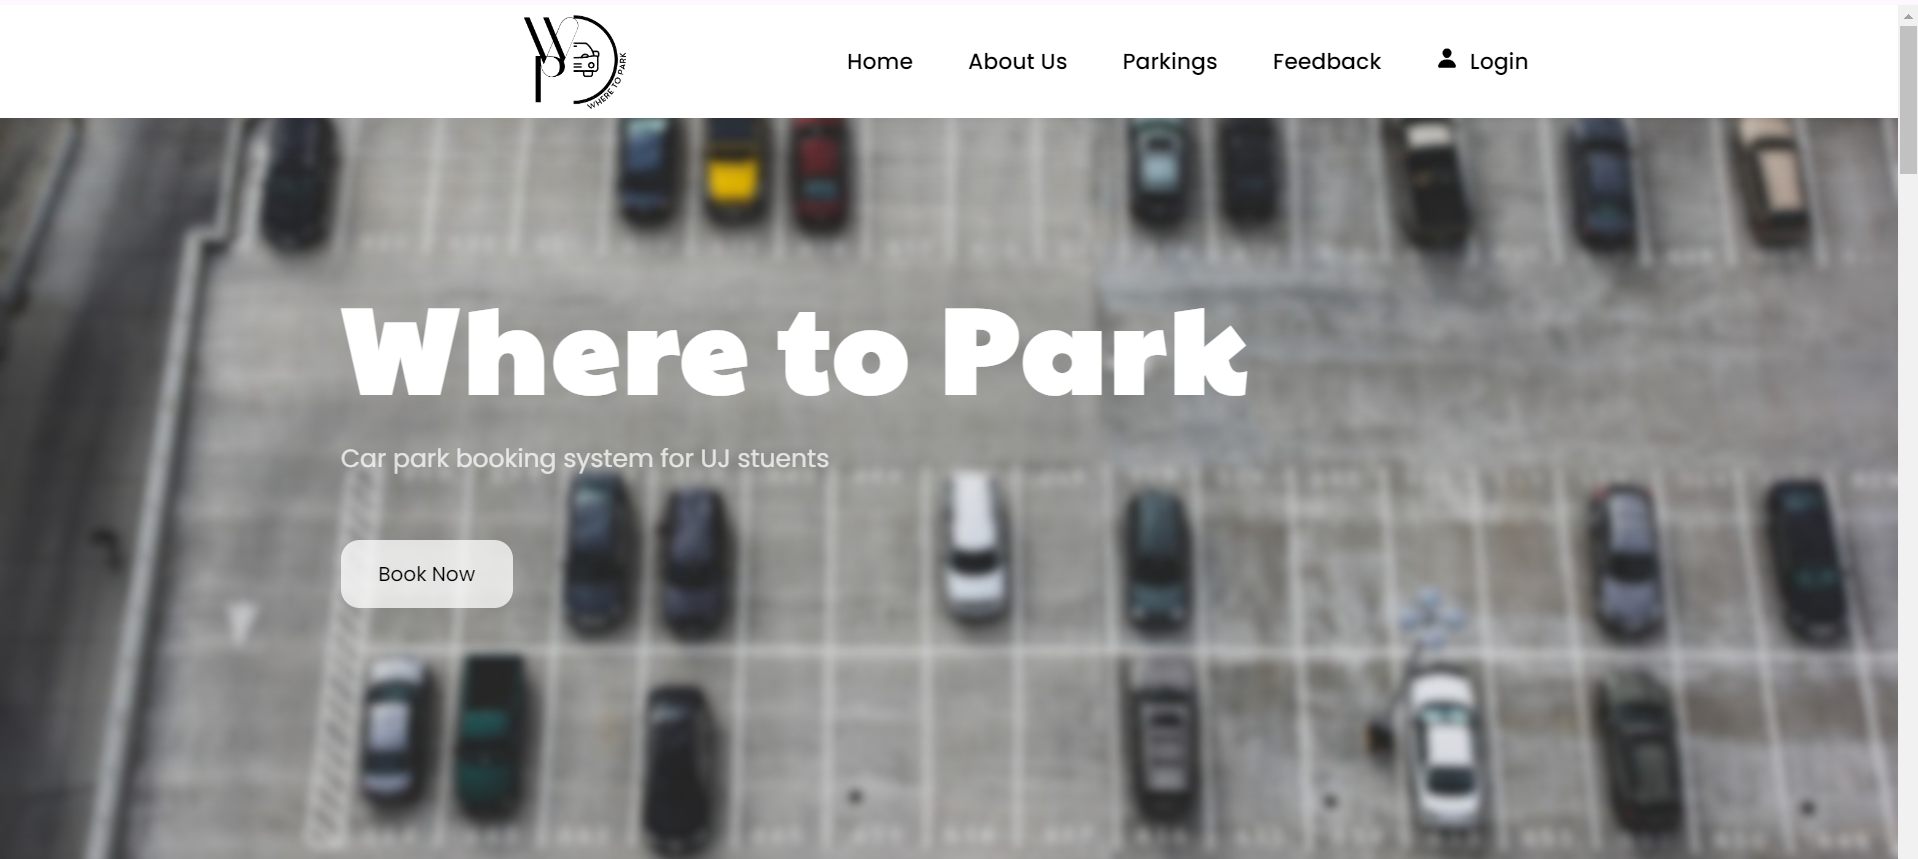 WP
WHERE TO PARK
Home
About Us
Parkings
Feedback
Login
Where to Park
Car park booking system for UJ stuents
Book Now